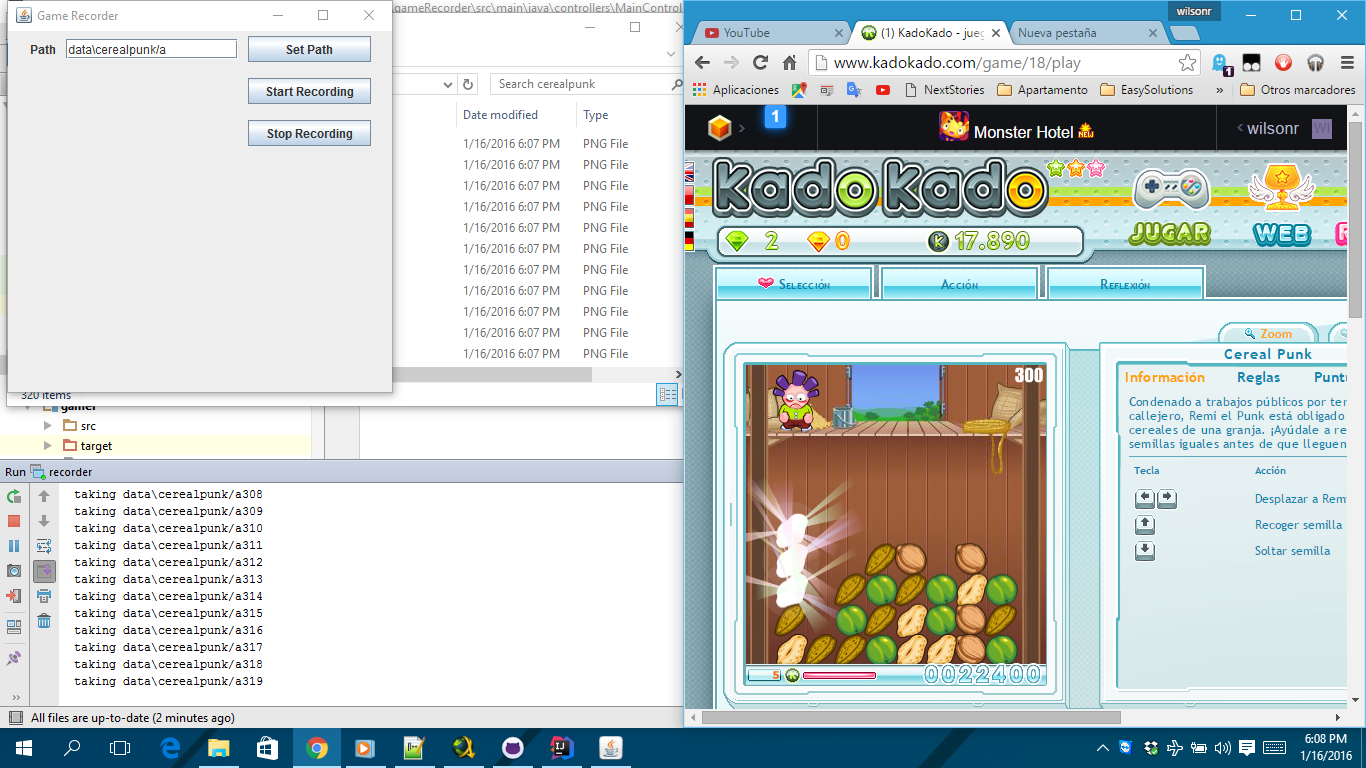 Game Recorder
Path data\cerealpunk/a Set Path
Start Recording
Stop Recording
gameRecorder\src\main\java\controllers\MainControl
Search cerealpunk
Date modified Type
1/16/2016 6:07 PM PNG File
1/16/2016 6:07 PM PNG File
1/16/2016 6:07 PM PNG File
1/16/2016 6:07 PM PNG File
1/16/2016 6:07 PM PNG File
1/16/2016 6:07 PM PNG File
1/16/2016 6:07 PM PNG File
1/16/2016 6:07 PM PNG File
1/16/2016 6:07 PM PNG File
1/16/2016 6:07 PM PNG File
1/16/2016 6:07 PM PNG File
320 items
gamer
src
target
Run recorder
taking data\cerealpunk/a308
taking data\cerealpunk/a309
taking data\cerealpunk/a310
taking data\cerealpunk/a311
taking data\cerealpunk/a312
taking data\cerealpunk/a313
taking data\cerealpunk/a314
taking data\cerealpunk/a315
taking data\cerealpunk/a316
taking data\cerealpunk/a317
taking data\cerealpunk/a318
taking data\cerealpunk/a319
All files are up-to-date (2 minutes ago)
wilsonr
YouTube (1) KadoKado - jueg Nueva pestaña
www.kadokado.com/game/18/play
1
Aplicaciones NextStories Apartamento EasySolutions » Otros marcadores
1 Monster Hotel NEW wilsonr WI
kadokado
JUGAR WEB
2 0 K 17.890
Selección Acción Reflexión
Zoom
Cereal Punk
Información Reglas Puntu
Condenado a trabajos públicos por ter
callejero, Remi el Punk está obligado
cereales de una granja. ¡Ayúdale a re
semillas iguales antes de que lleguen
Tecla Acción
Desplazar a Remi
Recoger semilla
Soltar semilla
300
5 0022400
6:08 PM
1/16/2016